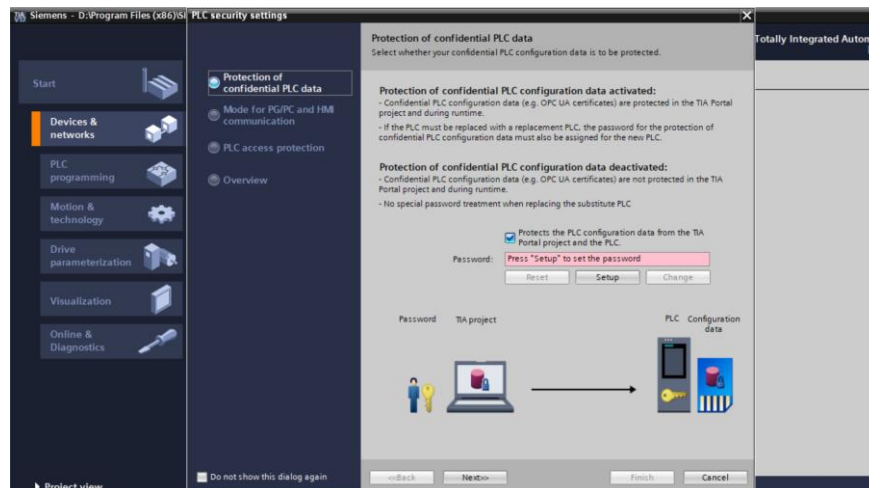 Siemens - D:\Program Files (x86)\Si
PLC security settings
Totally Integrated Autom
Start
Devices &
networks
PLC
programming
Motion &
technology
Drive
parameterization
Visualization
Online &
Diagnostics
Project view
Protection of
confidential PLC data
Mode for PG/PC and HMI
communication
PLC access protection
Overview
Do not show this dialog again
Protection of confidential PLC data
Select whether your confidential PLC configuration data is to be protected.
Protection of confidential PLC configuration data activated:
- Confidential PLC configuration data (e.g. OPC UA certificates) are protected in the TIA Portal
project and during runtime.
- If the PLC must be replaced with a replacement PLC, the password for the protection of
confidential PLC configuration data must also be assigned for the new PLC.
Protection of confidential PLC configuration data deactivated:
- Confidential PLC configuration data (e.g. OPC UA certificates) are not protected in the TIA
Portal project and during runtime.
- No special password treatment when replacing the substitute PLC
Protects the PLC configuration data from the TIA
Portal project and the PLC.
Password: Press "Setup" to set the password
Reset Setup Change
Password TIA project PLC Configuration
data
<<Back Next>> Finish Cancel